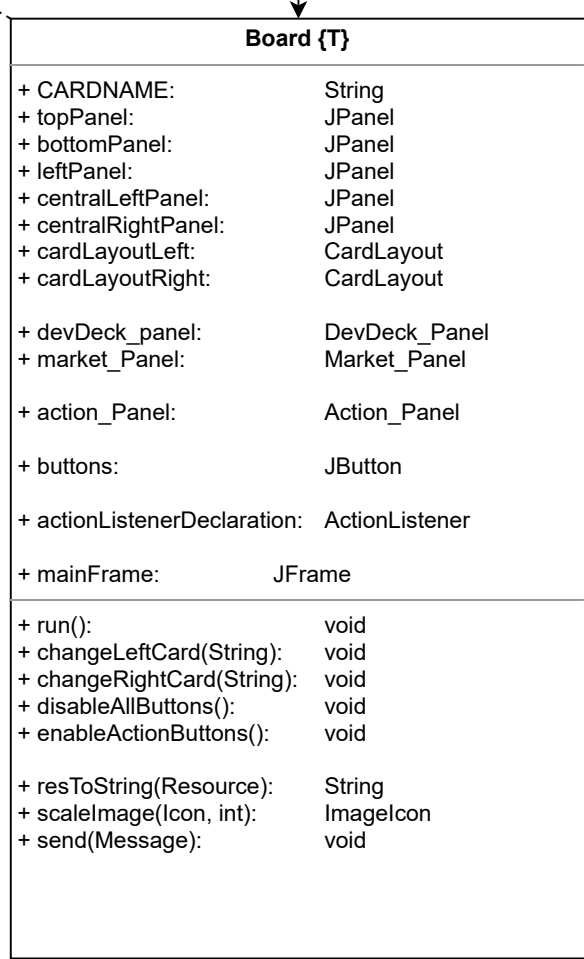 Board {T}
+ CARDNAME: String
+ topPanel: JPanel
+ bottomPanel: JPanel
+ leftPanel: JPanel
+ centralLeftPanel: JPanel
+ centralRightPanel: JPanel
+ cardLayoutLeft: CardLayout
+ cardLayoutRight: CardLayout
+ devDeck_panel: DevDeck_Panel
+ market_Panel: Market_Panel
+ action_Panel: Action_Panel
+ buttons: JButton
+ actionListenerDeclaration: ActionListener
+ mainFrame: JFrame
+ run(): void
+ changeLeftCard(String): void
+ changeRightCard(String): void
+ disableAllButtons(): void
+ enableActionButtons(): void
+ resToString(Resource): String
+ scaleImage(Icon, int): ImageIcon
+ send(Message): void